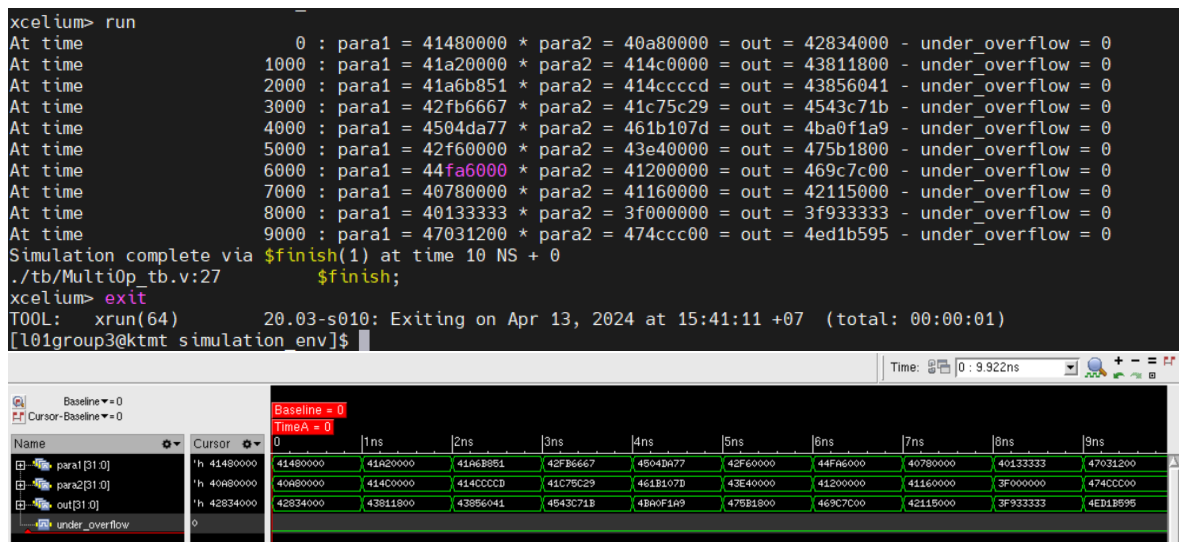 xcelium> run
At time                    0 : para1 = 41480000 * para2 = 40a80000 = out = 42834000 - under_overflow = 0
At time                 1000 : para1 = 41a20000 * para2 = 414c0000 = out = 43811800 - under_overflow = 0
At time                 2000 : para1 = 41a6b851 * para2 = 414ccccd = out = 43856041 - under_overflow = 0
At time                 3000 : para1 = 42fb6667 * para2 = 41c75c29 = out = 4543c71b - under_overflow = 0
At time                 4000 : para1 = 4504da77 * para2 = 461b107d = out = 4ba0f1a9 - under_overflow = 0
At time                 5000 : para1 = 42f60000 * para2 = 43e40000 = out = 475b1800 - under_overflow = 0
At time                 6000 : para1 = 44fa6000 * para2 = 41200000 = out = 469c7c00 - under_overflow = 0
At time                 7000 : para1 = 40780000 * para2 = 41160000 = out = 42115000 - under_overflow = 0
At time                 8000 : para1 = 40133333 * para2 = 3f000000 = out = 3f933333 - under_overflow = 0
At time                 9000 : para1 = 47031200 * para2 = 474ccc00 = out = 4ed1b595 - under_overflow = 0
Simulation complete via $finish(1) at time 10 NS + 0
./tb/MultiOp_tb.v:27        $finish;
xcelium> exit
TOOL:   xrun(64)        20.03-s010: Exiting on Apr 13, 2024 at 15:41:11 +07  (total: 00:00:01)
[l01group3@ktmt simulation_env]$
Time: 0 : 9.922ns
Baseline = 0
Cursor-Baseline = 0
Baseline = 0
TimeA = 0
Name Cursor 0 1ns 2ns 3ns 4ns 5ns 6ns 7ns 8ns 9ns
para1[31:0] 'h 41480000 41480000 41A20000 41A6B851 42FB6667 4504DA77 42F60000 44FA6000 40780000 40133333 47031200
para2[31:0] 'h 40A80000 40A80000 414C0000 414CCCCD 41C75C29 461B107D 43E40000 41200000 41160000 3F000000 474CCC00
out[31:0] 'h 42834000 42834000 43811800 43856041 4543C71B 4BA0F1A9 475B1800 469C7C00 42115000 3F933333 4ED1B595
under_overflow 0